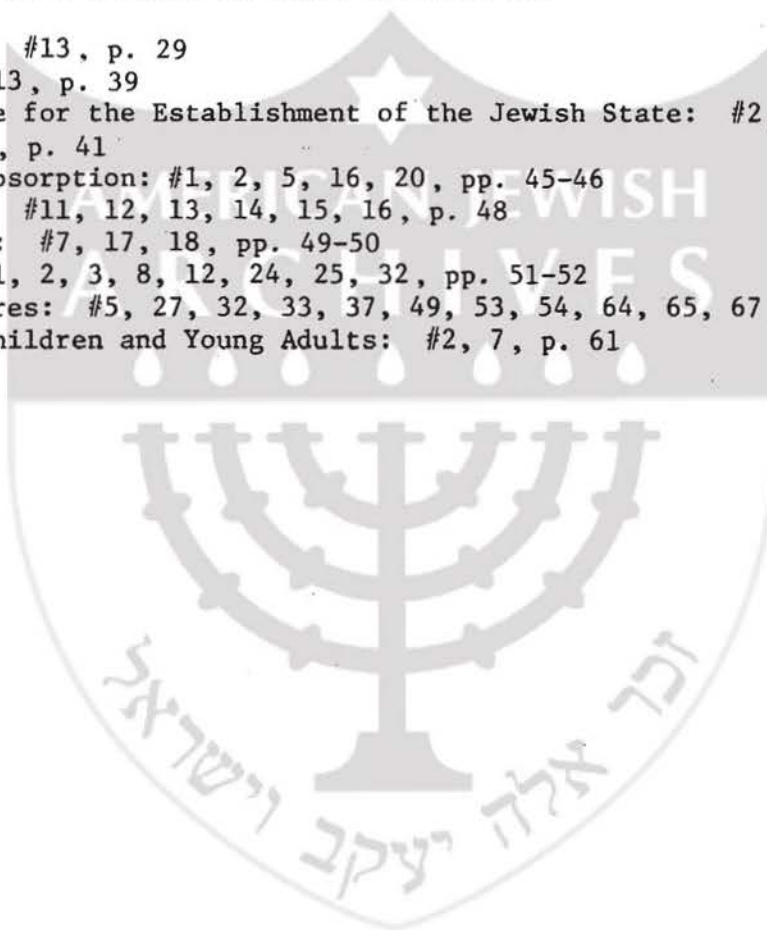 #13, p. 29
13, p. 39
e for the Establishment of the Jewish State: #2
, p. 41
bsorption: #1, 2, 5, 16, 20, pp. 45-46
#11, 12, 13, 14, 15, 16, p. 48
: #7, 17, 18, pp. 49-50
1, 2, 3, 8, 12, 24, 25, 32, pp. 51-52
res: #5, 27, 32, 33, 37, 49, 53, 54, 64, 65, 67
hildren and Young Adults: #2, 7, p. 61
AMERICAN JEWISH
ARCHIVES
זכר אלה יעקב וישראל